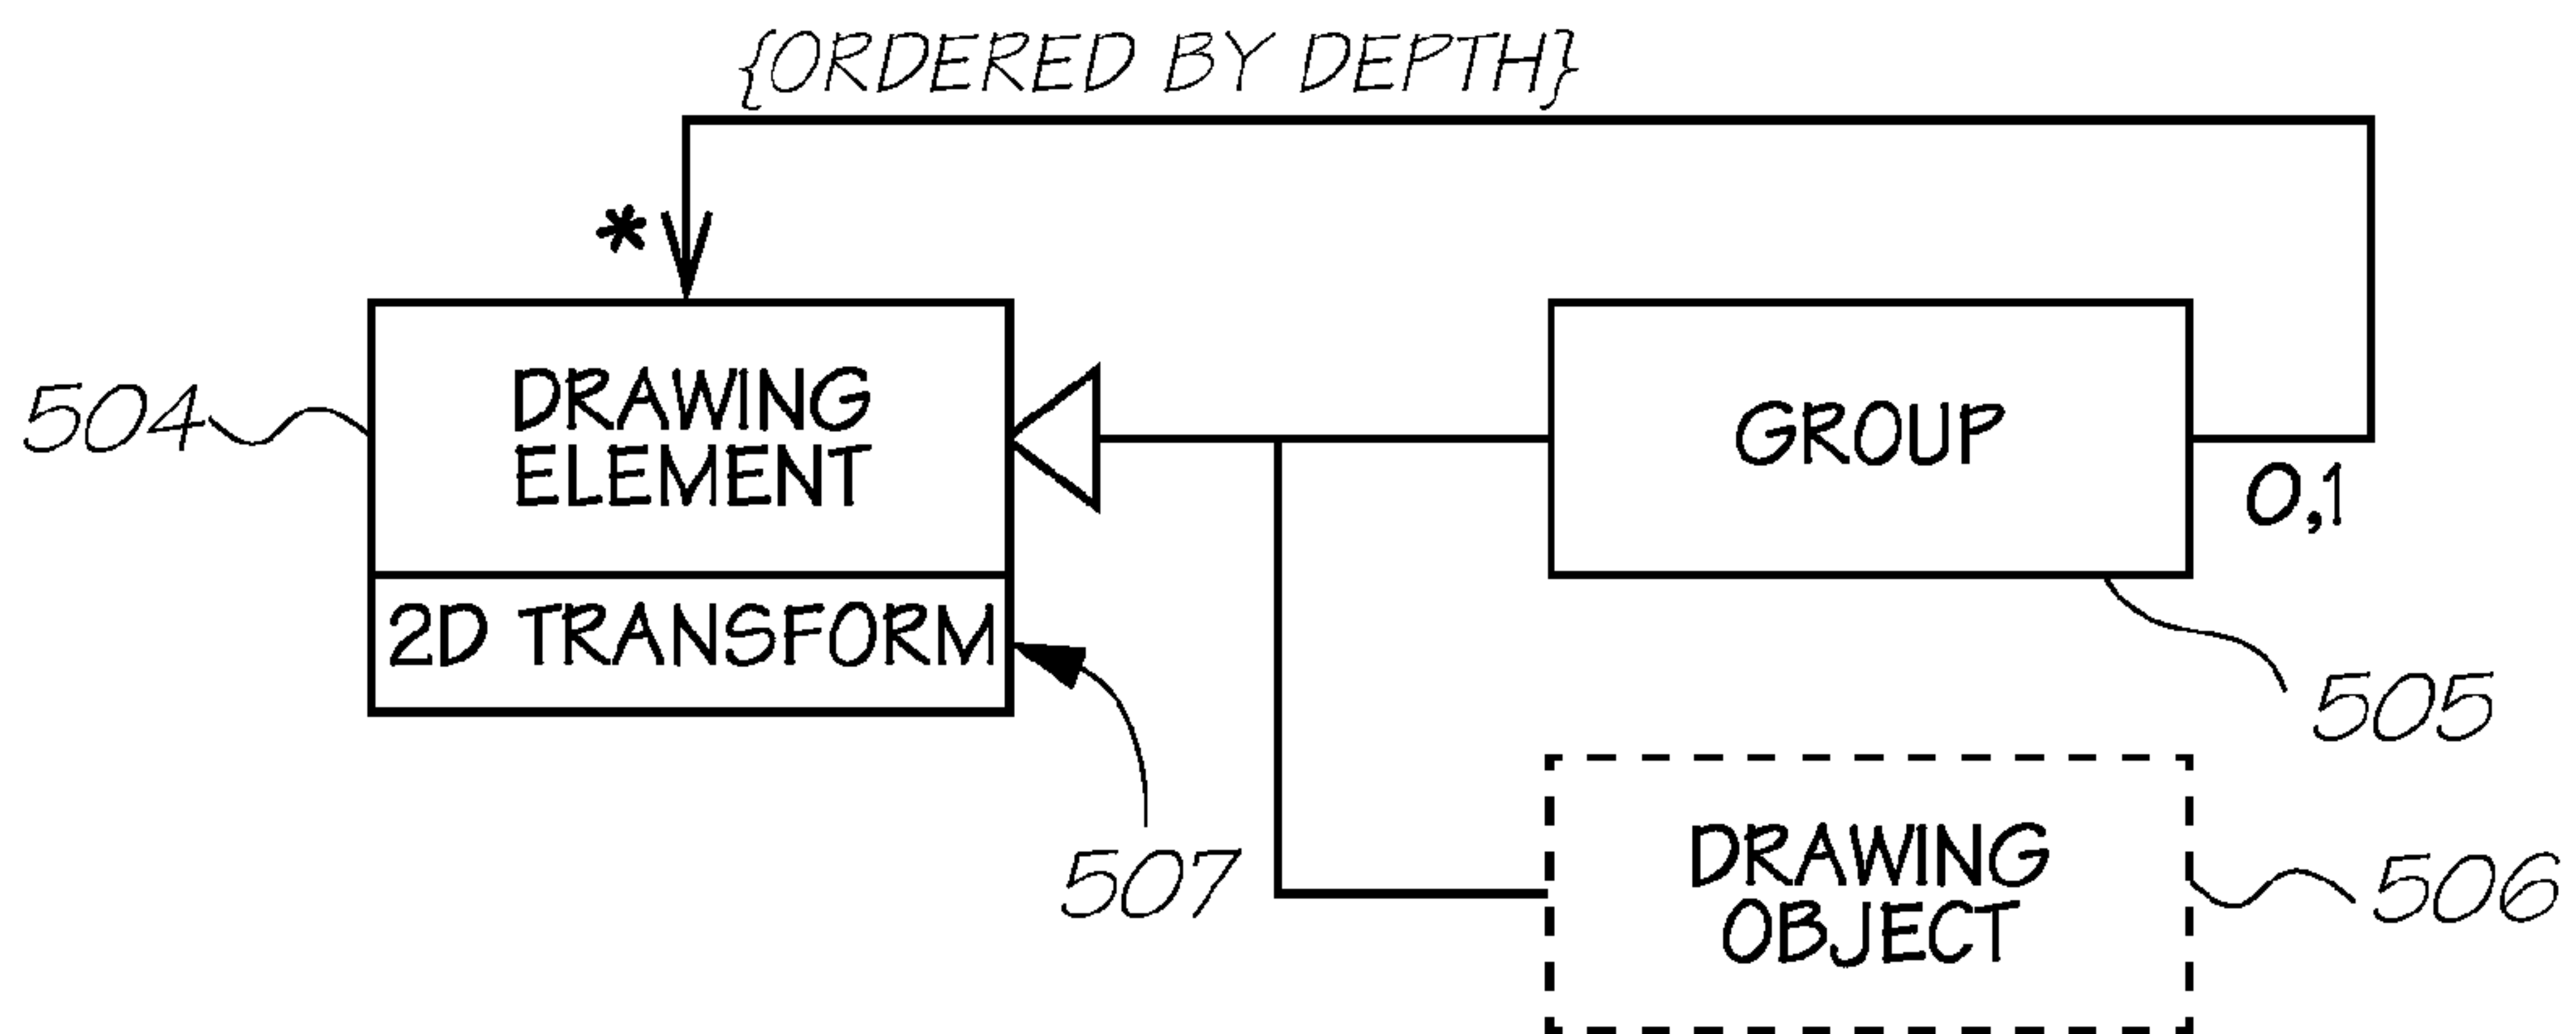 {ORDERED BY DEPTH}
*
504
DRAWING
ELEMENT
GROUP
0,1
2D TRANSFORM
505
507
DRAWING
OBJECT
506